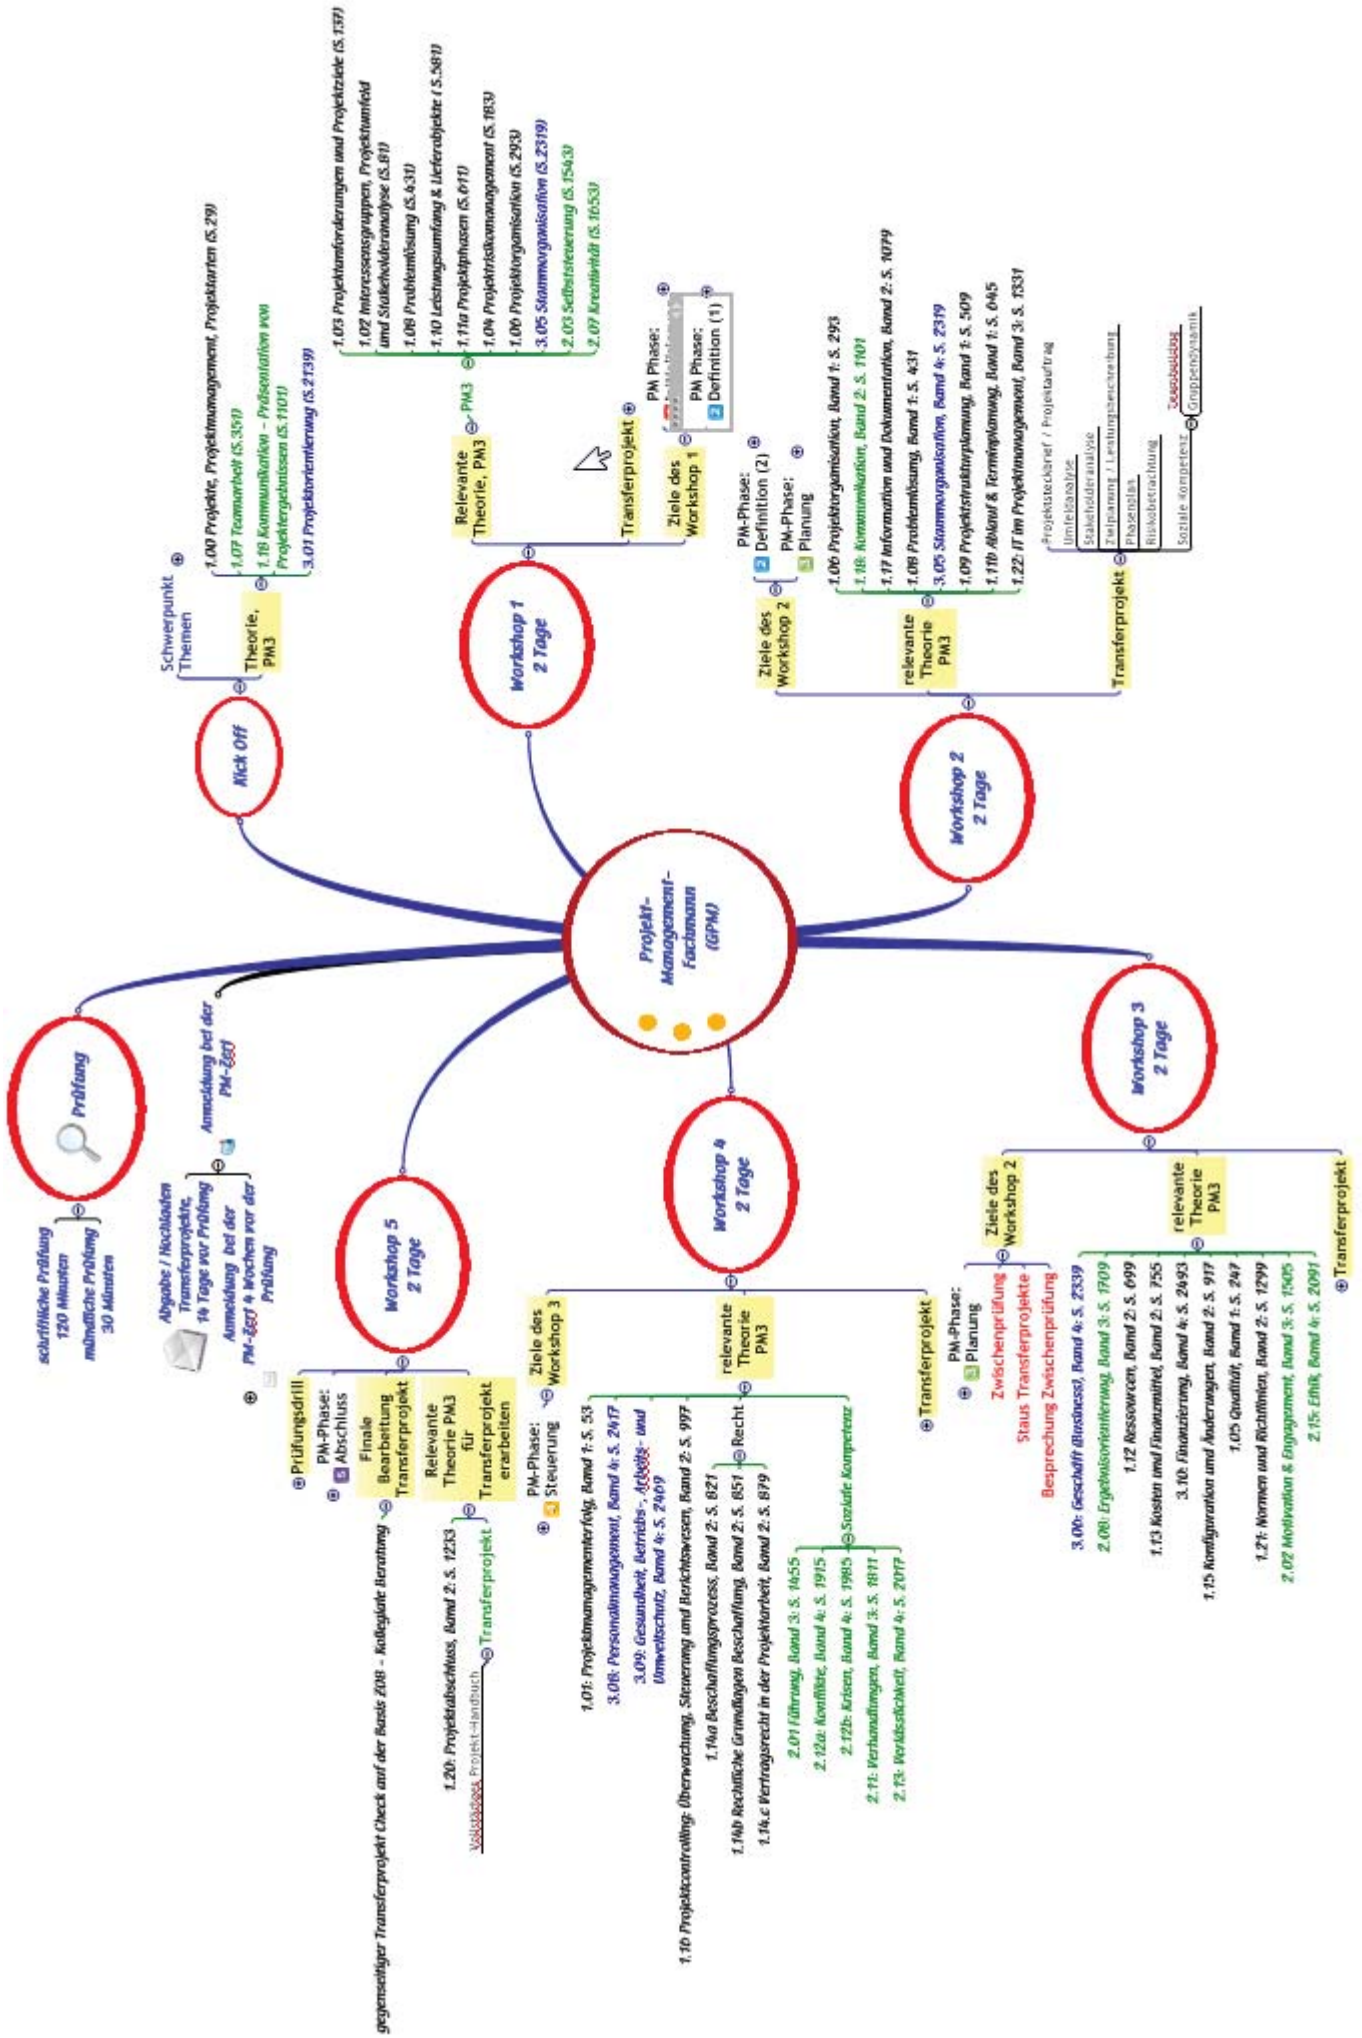 Projekt-
Management-
Fachmann
(GPM)
Kick Off
Schwerpunkt
Themen
Theorie,
PM3
1.00 Projekte, Projektmanagement, Projektarten (S.29)
1.07 Teamarbeit (S.351)
1.18 Kommunikation - Präsentation von
Projektergebnissen (S.1101)
3.01 Projektorientierung (S.2139)
Workshop 1
2 Tage
Relevante
Theorie, PM3
PM3
1.03 Projektanforderungen und Projektziele (S.137)
1.02 Interessensgruppen, Projektumfeld
und Stakeholderanalyse (S.81)
1.08 Problemlösung (S.431)
1.10 Leistungsumfang & Lieferobjekte (S.581)
1.11a Projektphasen (S.611)
1.04 Projektrisikomanagement (S.183)
1.06 Projektorganisation (S.293)
3.05 Stammorganisation (S.2319)
2.03 Selbststeuerung (S.1543)
2.07 Kreativität (S.1653)
Transferprojekt
Ziele des
Workshop 1
PM Phase:
PM Phase:
2 Definition (1)
Workshop 2
2 Tage
Ziele des
Workshop 2
PM-Phase:
2 Definition (2)
PM-Phase:
3 Planung
relevante
Theorie
PM3
1.06 Projektorganisation, Band 1: S. 293
1.18: Kommunikation, Band 2: S. 1101
1.17 Information und Dokumentation, Band 2: S. 1079
1.08 Problemlösung, Band 1: S. 431
3.05 Stammorganisation, Band 4: S. 2319
1.09 Projektstrukturplanung, Band 1: S. 509
1.11b Ablauf & Terminplanung, Band 1: S. 645
1.22: IT im Projektmanagement, Band 3: S. 1331
Transferprojekt
Projektsteckbrief / Projektauftrag
Umfeldanalyse
Stakeholderanalyse
Zielplanung / Leistungsbeschreibung
Phasenplan
Risikobetrachtung
Soziale Kompetenz
Gruppendynamik
Workshop 3
2 Tage
Ziele des
Workshop 2
PM-Phase:
3 Planung
Zwischenprüfung
Staus Transferprojekte
Besprechung Zwischenprüfung
relevante
Theorie
PM3
3.06: Geschäft (Business), Band 4: S. 2339
2.08: Ergebnisorientierung, Band 3: S. 1709
1.12 Ressourcen, Band 2: S. 699
1.13 Kosten und Finanzmittel, Band 2: S. 755
3.10: Finanzierung, Band 4: S. 2493
1.15 Konfiguration und Änderungen, Band 2: S. 917
1.05 Qualität, Band 1: S. 247
1.21: Normen und Richtlinien, Band 2: S. 1299
2.02 Motivation & Engagement, Band 3: S. 1505
2.15: Ethik, Band 4: S. 2091
Transferprojekt
Workshop 4
2 Tage
Ziele des
Workshop 3
PM-Phase:
4 Steuerung
relevante
Theorie
PM3
1.01: Projektmanagementerfolg, Band 1: S. 53
3.08: Personalmanagement, Band 4: S. 2417
3.09: Gesundheit, Betriebs-, Arbeits- und
Umweltschutz, Band 4: S. 2469
1.16 Projektcontrolling: Überwachung, Steuerung und Berichtswesen, Band 2: S. 997
Recht
1.14a Beschaffungsprozess, Band 2: S. 821
1.14b Rechtliche Grundlagen Beschaffung, Band 2: S. 851
1.14.c Vertragsrecht in der Projektarbeit, Band 2: S. 879
Soziale Kompetenz
2.01 Führung, Band 3: S. 1455
2.12a: Konflikte, Band 4: S. 1915
2.12b: Krisen, Band 4: S. 1985
2.11: Verhandlungen, Band 3: S. 1811
2.13: Verlässlichkeit, Band 4: S. 2017
Transferprojekt
Workshop 5
2 Tage
Prüfungsdrill
PM-Phase:
5 Abschluss
Finale
Bearbeitung
Transferprojekt
gegenseitiger Transferprojekt Check auf der Basis ZOB - Kollegiale Beratung
Relevante
Theorie PM3
für
Transferprojekt
erarbeiten
1.20: Projektabschluss, Band 2: S. 1233
Transferprojekt
Vollstäniges Projekt-Handbuch
Anmeldung bei der
PM-Zert
Abgabe / Hochladen
Transferprojekte,
14 Tage vor Prüfung
Anmeldung bei der
PM-Zert 4 Wochen vor der
Prüfung
Prüfung
schriftliche Prüfung
120 Minuten
mündliche Prüfung
30 Minuten